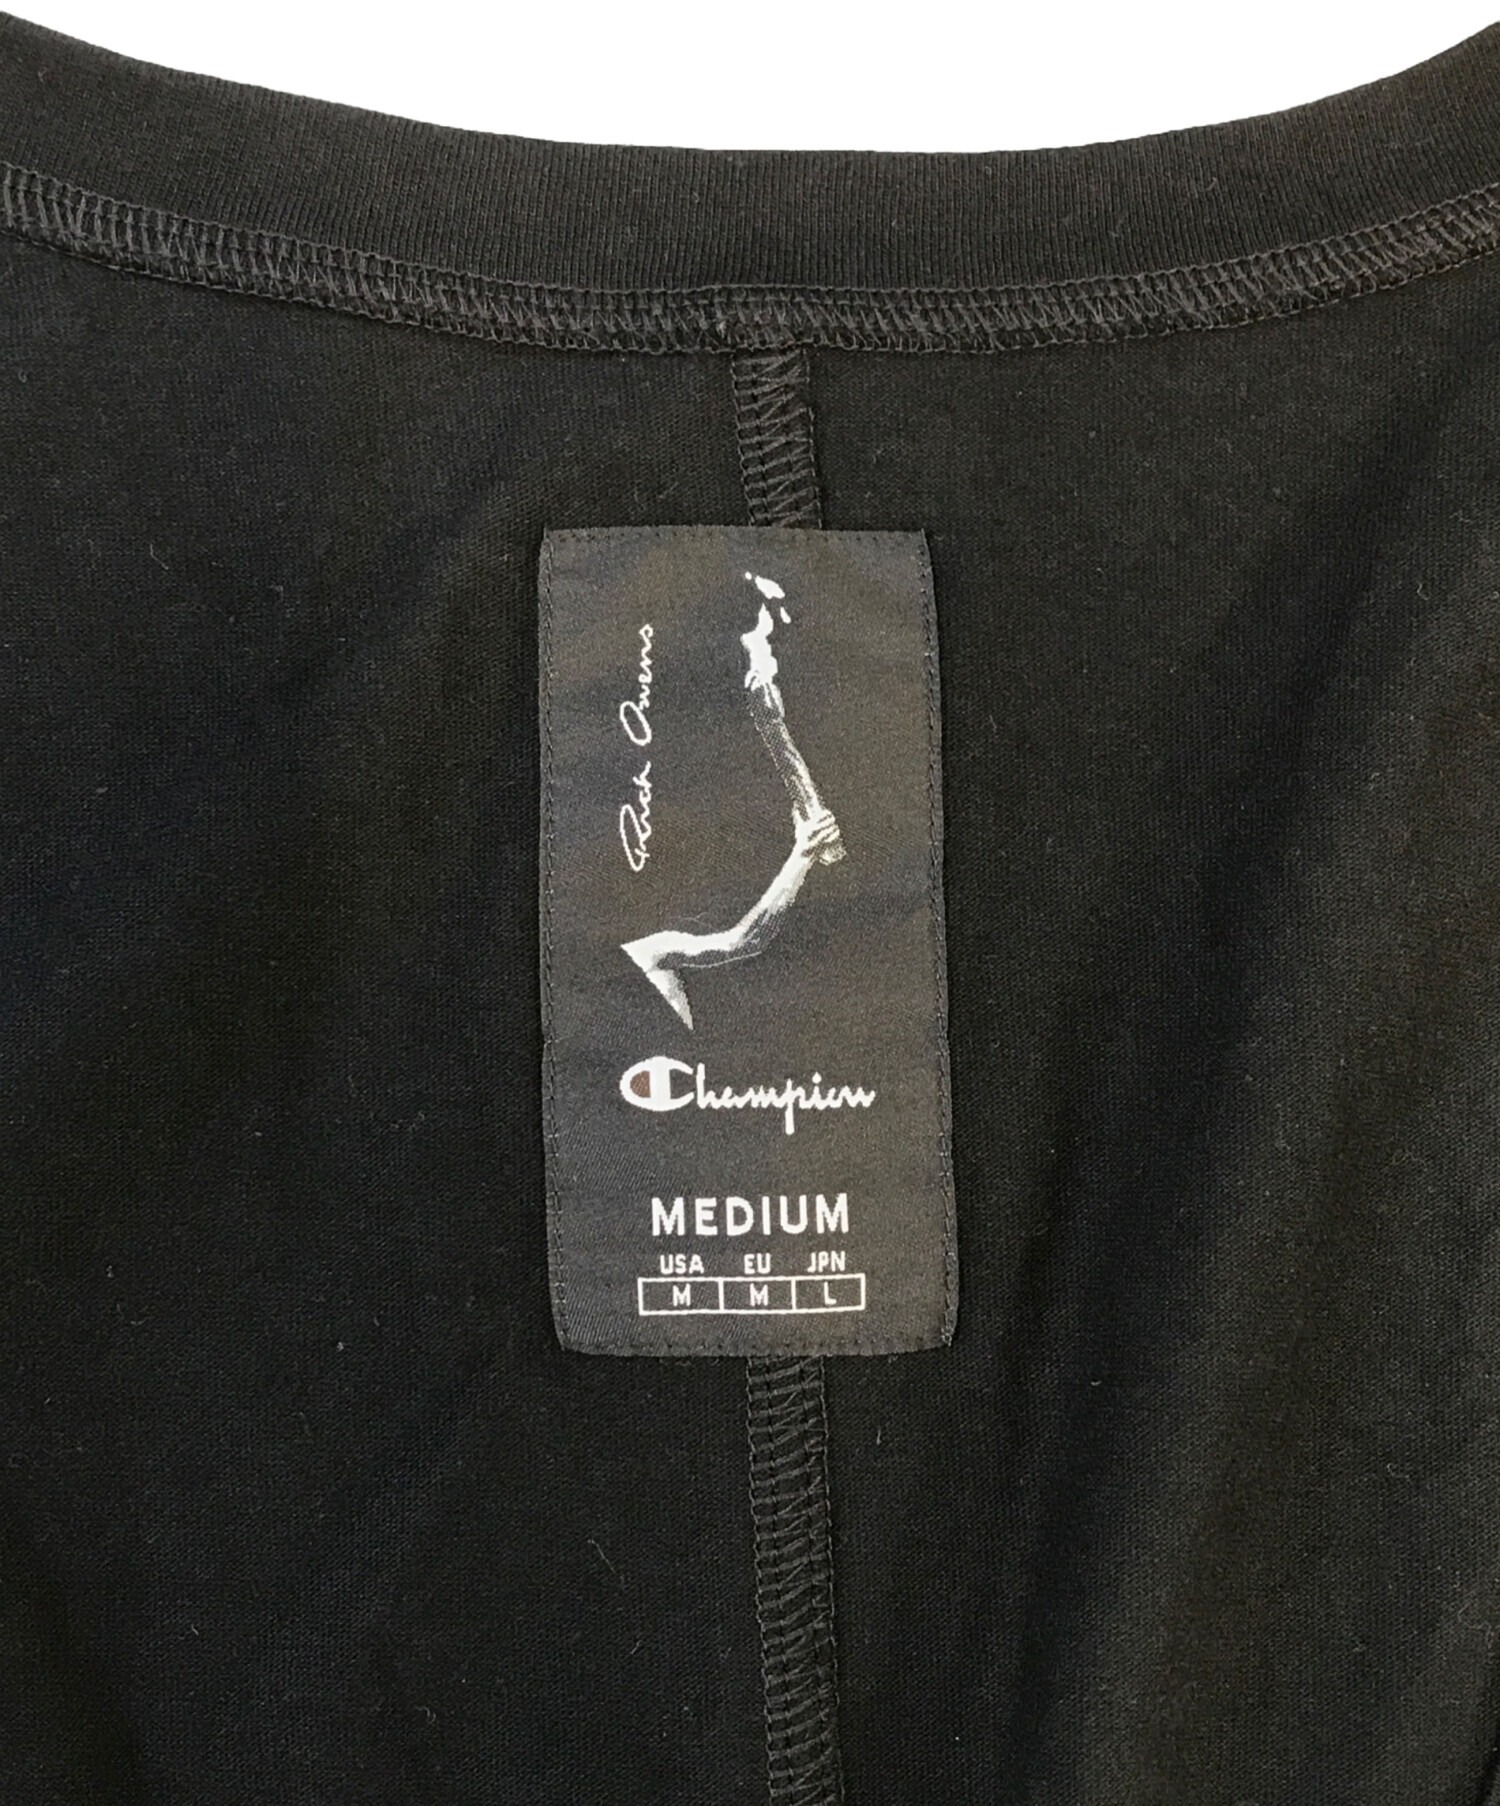 Rick Owens
Champion
MEDIUM
USA EU JPN
M M L